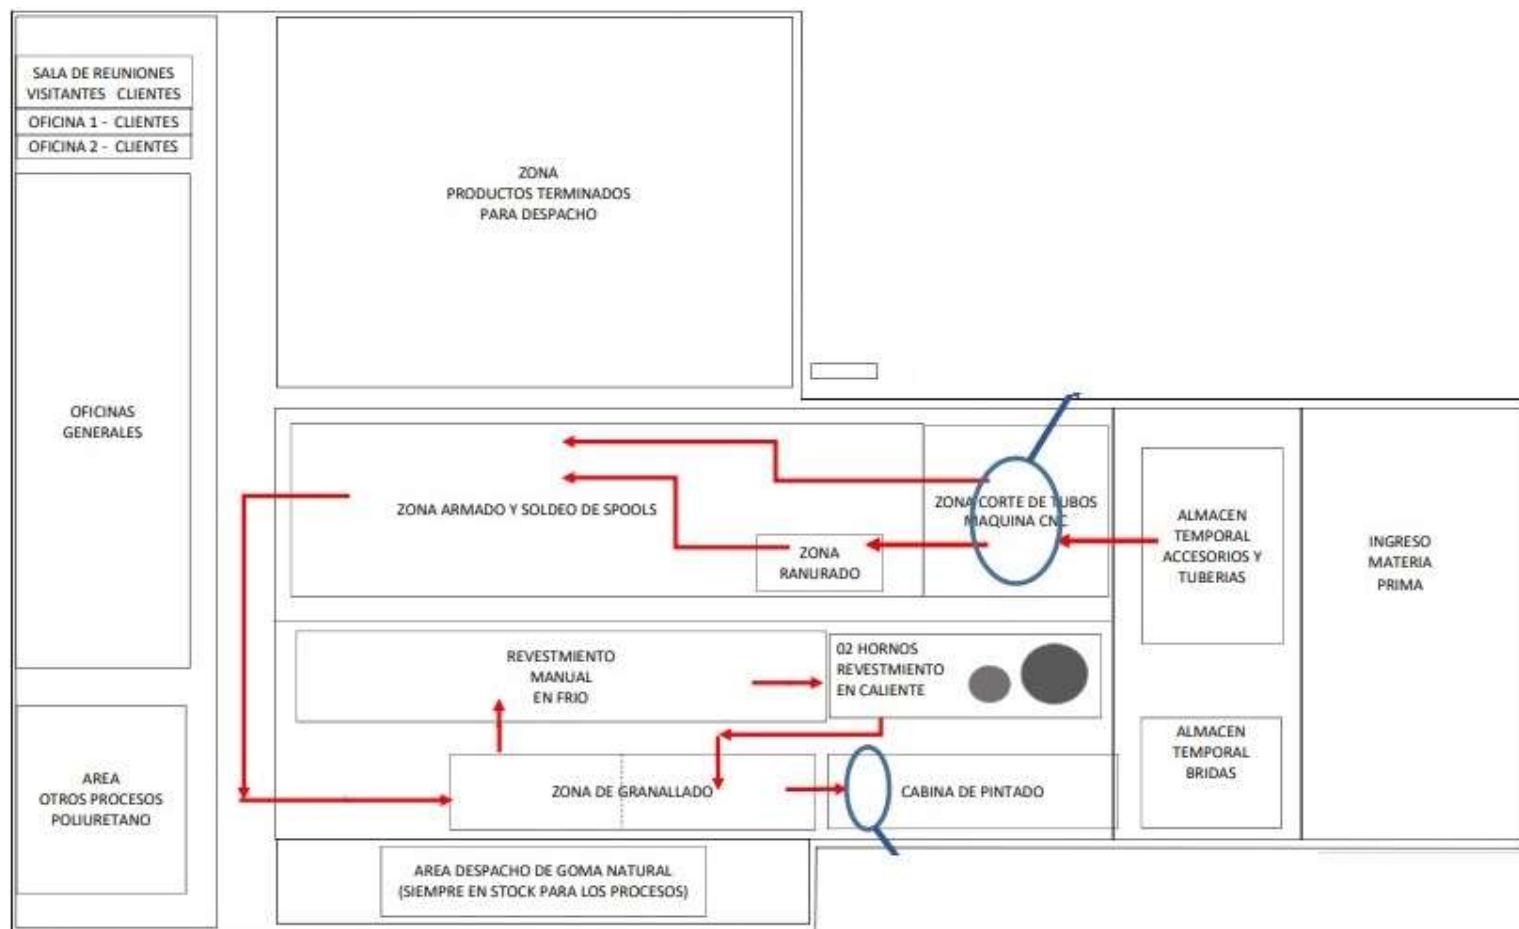 SALA DE REUNIONES
VISITANTES CLIENTES
OFICINA 1 - CLIENTES
OFICINA 2 - CLIENTES
OFICINAS
GENERALES
AREA
OTROS PROCESOS
POLIURETANO
ZONA
PRODUCTOS TERMINADOS
PARA DESPACHO
ZONA ARMADO Y SOLDEO DE SPOOLS
ZONA
RANURADO
ZONA CORTE DE TUBOS
MAQUINA CNC
ALMACEN
TEMPORAL
ACCESORIOS Y
TUBERIAS
INGRESO
MATERIA
PRIMA
REVESTMIENTO
MANUAL
EN FRIO
02 HORNOS
REVESTMIENTO
EN CALIENTE
ALMACEN
TEMPORAL
BRIDAS
ZONA DE GRANALLADO
CABINA DE PINTADO
AREA DESPACHO DE GOMA NATURAL
(SIEMPRE EN STOCK PARA LOS PROCESOS)